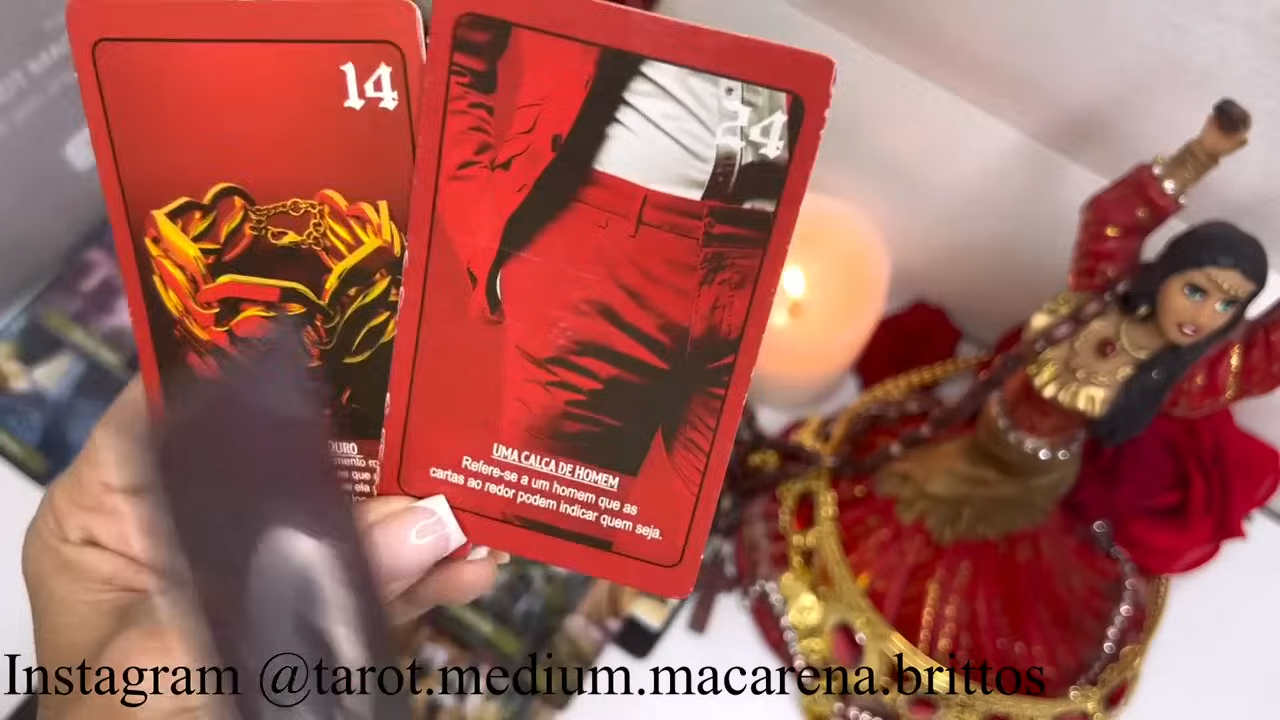 14
24
UMA CALÇA DE HOMEM
Refere-se a um homem que as
cartas ao redor podem indicar quem seja.
Instagram @tarot.medium.macarena.brittos